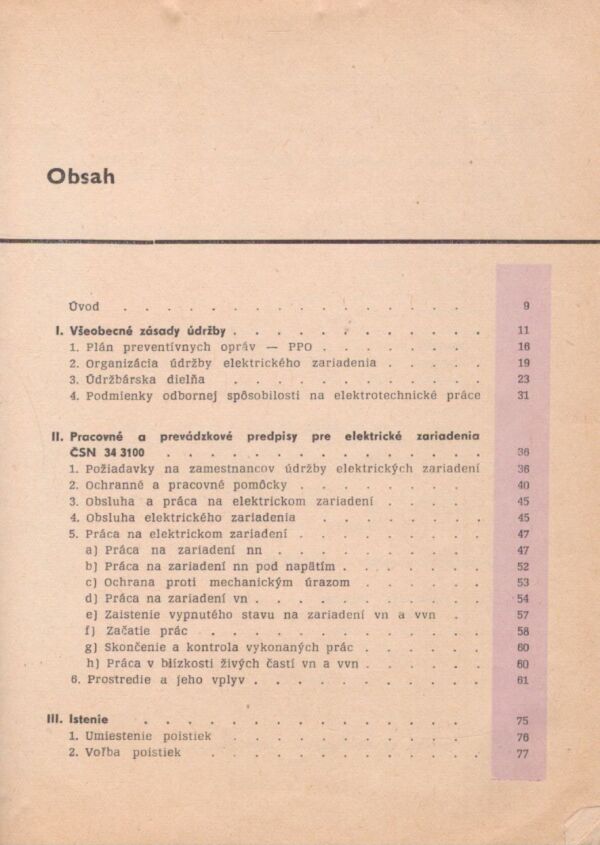 Obsah
Úvod . . . . . . . . . . . . . . . . 9
I. Všeobecné zásady údržby . . . . . . . . . . . . 11
1. Plán preventívnych opráv — PPO . . . . . . . . 16
2. Organizácia údržby elektrického zariadenia . . . . . 19
3. Údržbárska dielňa . . . . . . . . . . . 23
4. Podmienky odbornej spôsobilosti na elektrotechnické práce 31
II. Pracovné a prevádzkové predpisy pre elektrické zariadenia
ČSN 34 3100 . . . . . . . . . . . . . . . 36
1. Požiadavky na zamestnancov údržby elektrických zariadení 36
2. Ochranné a pracovné pomôcky . . . . . . . . 40
3. Obsluha a práca na elektrickom zariadení . . . . . 45
4. Obsluha elektrického zariadenia . . . . . . . . 45
5. Práca na elektrickom zariadení . . . . . . . . . 47
a) Práca na zariadení nn . . . . . . . . . 47
b) Práca na zariadení nn pod napätím . . . . . . . 52
c) Ochrana proti mechanickým úrazom . . . . . . 53
d) Práca na zariadení vn . . . . . . . . . . 54
e) Zaistenie vypnutého stavu na zariadení vn a vvn . . 57
f) Začatie prác . . . . . . . . . . . . . 58
g) Skončenie a kontrola vykonaných prác . . . . . . 60
h) Práca v blízkosti živých častí vn a vvn . . . . . . 60
6. Prostredie a jeho vplyv . . . . . . . . . . . 61
III. Istenie . . . . . . . . . . . . . . . 75
1. Umiestenie poistiek . . . . . . . . . . . 76
2. Voľba poistiek . . . . . . . . . . . . 77